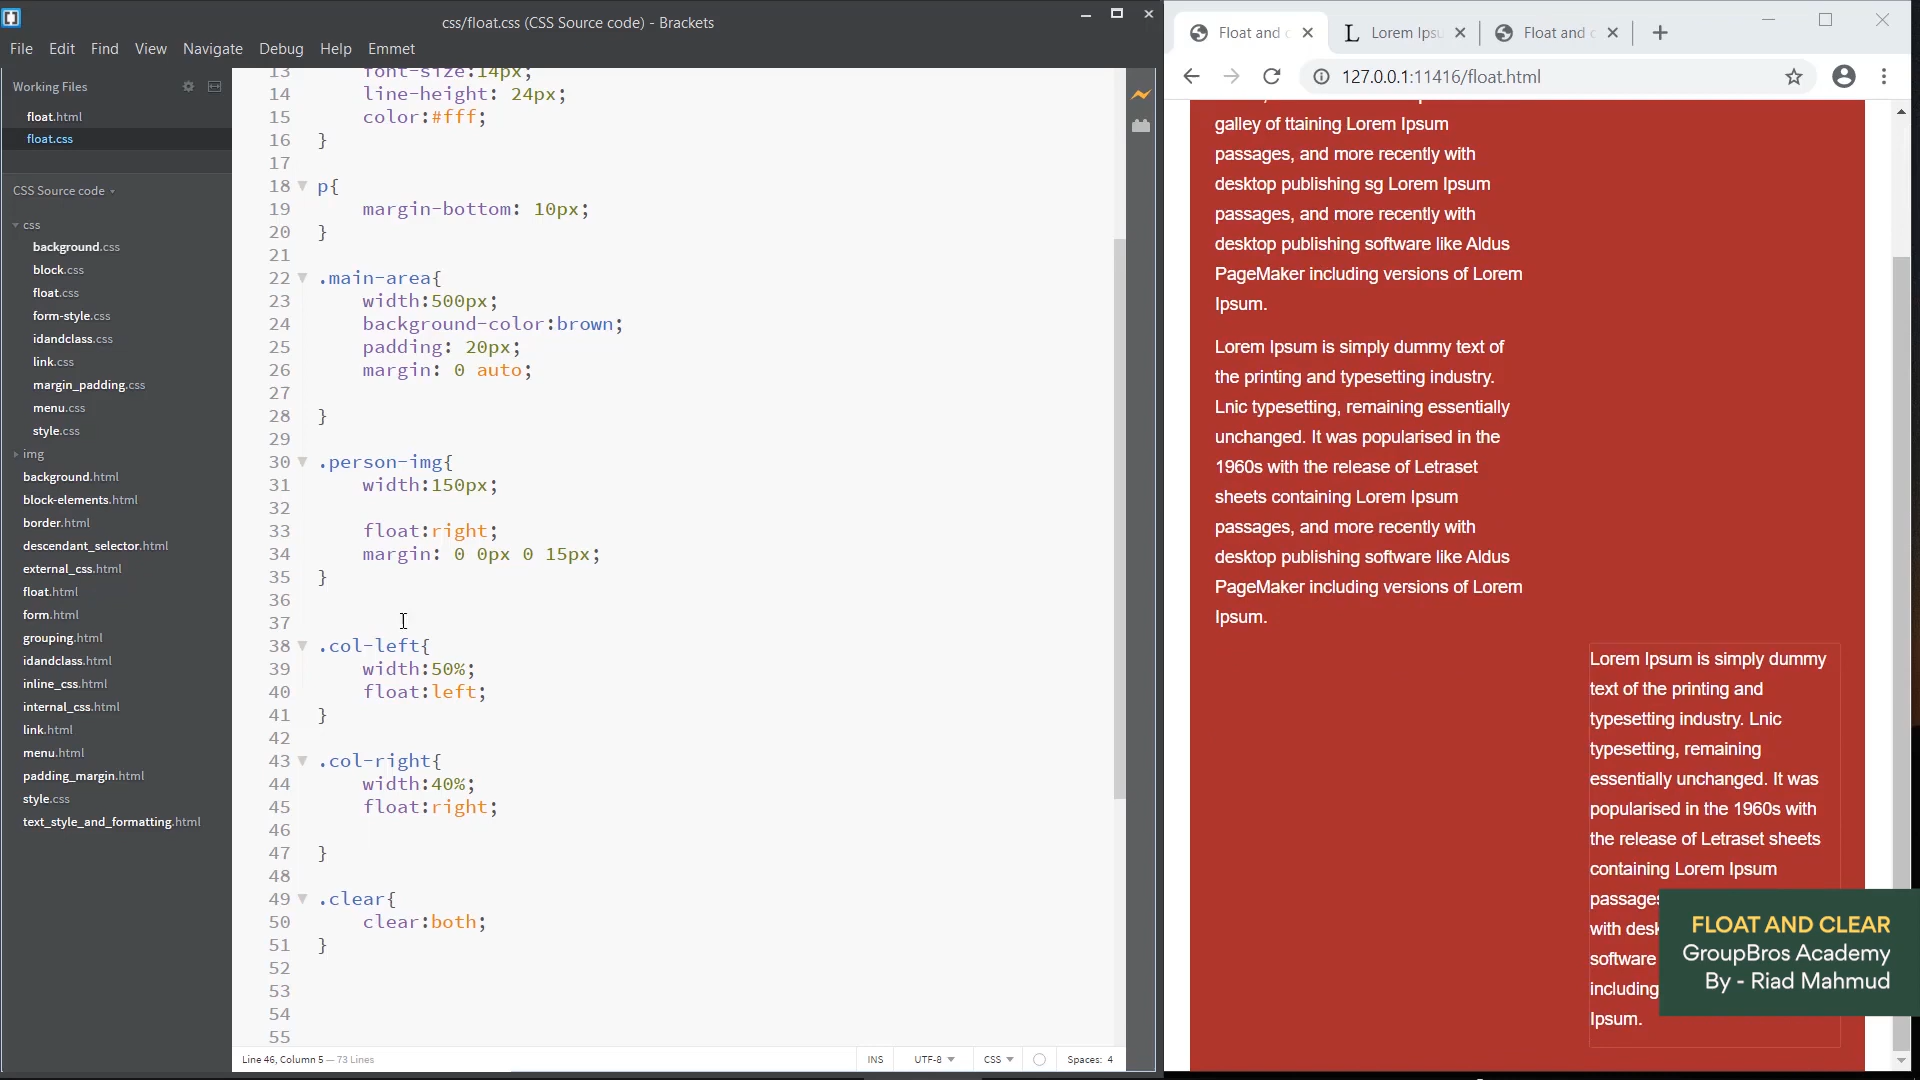 css/float.css (CSS Source code) - Brackets
File Edit Find View Navigate Debug Help Emmet
Working Files
float.html
float.css
CSS Source code
css
background.css
block.css
float.css
form-style.css
idandclass.css
link.css
margin_padding.css
menu.css
style.css
img
background.html
block-elements.html
border.html
descendant_selector.html
external_css.html
float.html
form.html
grouping.html
idandclass.html
inline_css.html
internal_css.html
link.html
menu.html
padding_margin.html
style.css
text_style_and_formatting.html
13 font-size:14px;
14 line-height: 24px;
15 color:#fff;
16 }
17
18 p{
19 margin-bottom: 10px;
20 }
21
22 .main-area{
23 width:500px;
24 background-color:brown;
25 padding: 20px;
26 margin: 0 auto;
27
28 }
29
30 .person-img{
31 width:150px;
32
33 float:right;
34 margin: 0 0px 0 15px;
35 }
36
37
38 .col-left{
39 width:50%;
40 float:left;
41 }
42
43 .col-right{
44 width:40%;
45 float:right;
46
47 }
48
49 .clear{
50 clear:both;
51 }
52
53
54
55
Line 46, Column 5 — 73 Lines
INS UTF-8 CSS Spaces: 4
Float and Lorem Ipsu Float and
127.0.0.1:11416/float.html
galley of ttaining Lorem Ipsum
passages, and more recently with
desktop publishing sg Lorem Ipsum
passages, and more recently with
desktop publishing software like Aldus
PageMaker including versions of Lorem
Ipsum.
Lorem Ipsum is simply dummy text of
the printing and typesetting industry.
Lnic typesetting, remaining essentially
unchanged. It was popularised in the
1960s with the release of Letraset
sheets containing Lorem Ipsum
passages, and more recently with
desktop publishing software like Aldus
PageMaker including versions of Lorem
Ipsum.
Lorem Ipsum is simply dummy
text of the printing and
typesetting industry. Lnic
typesetting, remaining
essentially unchanged. It was
popularised in the 1960s with
the release of Letraset sheets
containing Lorem Ipsum
passages
with desk
software
including
Ipsum.
FLOAT AND CLEAR
GroupBros Academy
By - Riad Mahmud